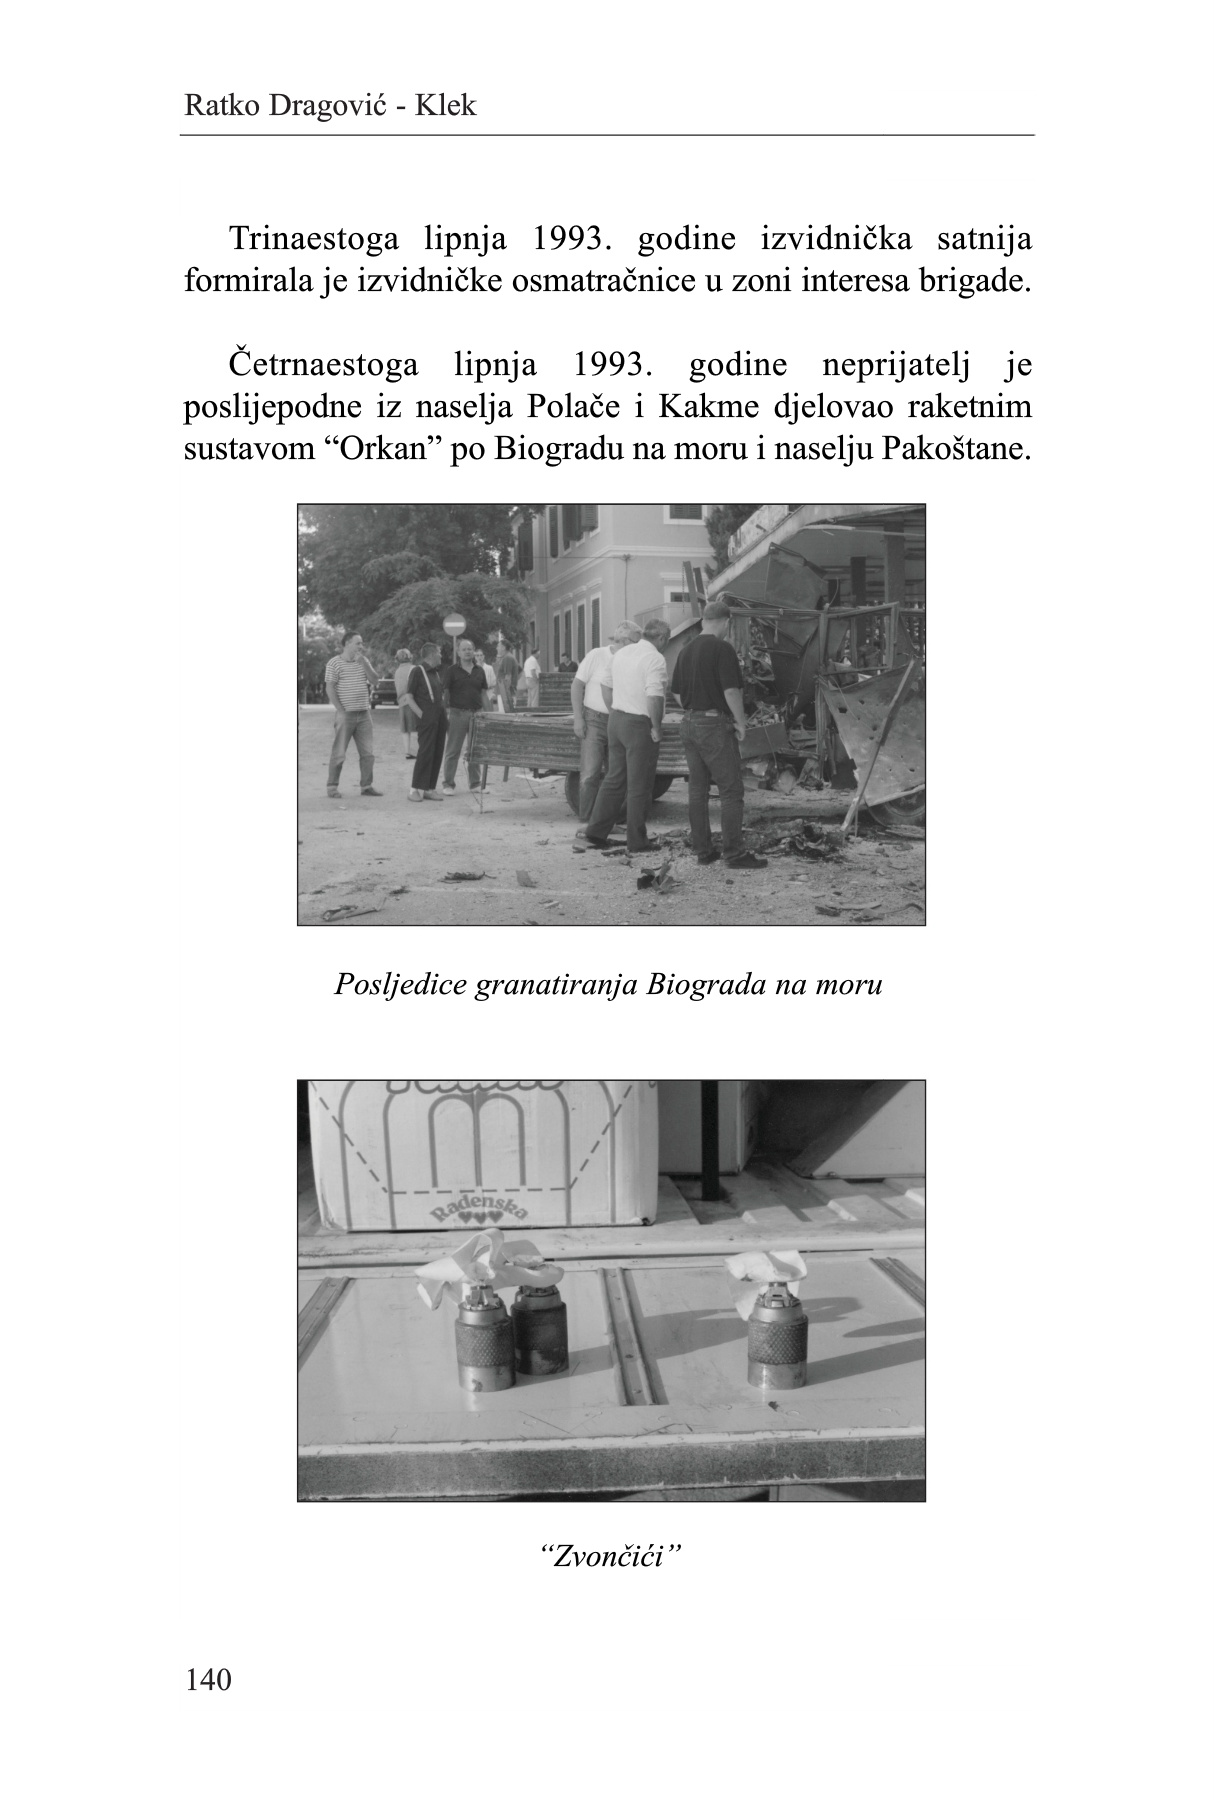 Ratko Dragović - Klek
Trinaestoga lipnja 1993. godine izvidnička satnija
formirala je izvidničke osmatračnice u zoni interesa brigade.
Četrnaestoga lipnja 1993. godine neprijatelj je
poslijepodne iz naselja Polače i Kakme djelovao raketnim
sustavom “Orkan” po Biogradu na moru i naselju Pakoštane.
Posljedice granatiranja Biograda na moru
Radenska
“Zvončići”
140